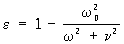 ε = 1 − ω₀² / (ω² + ν²)